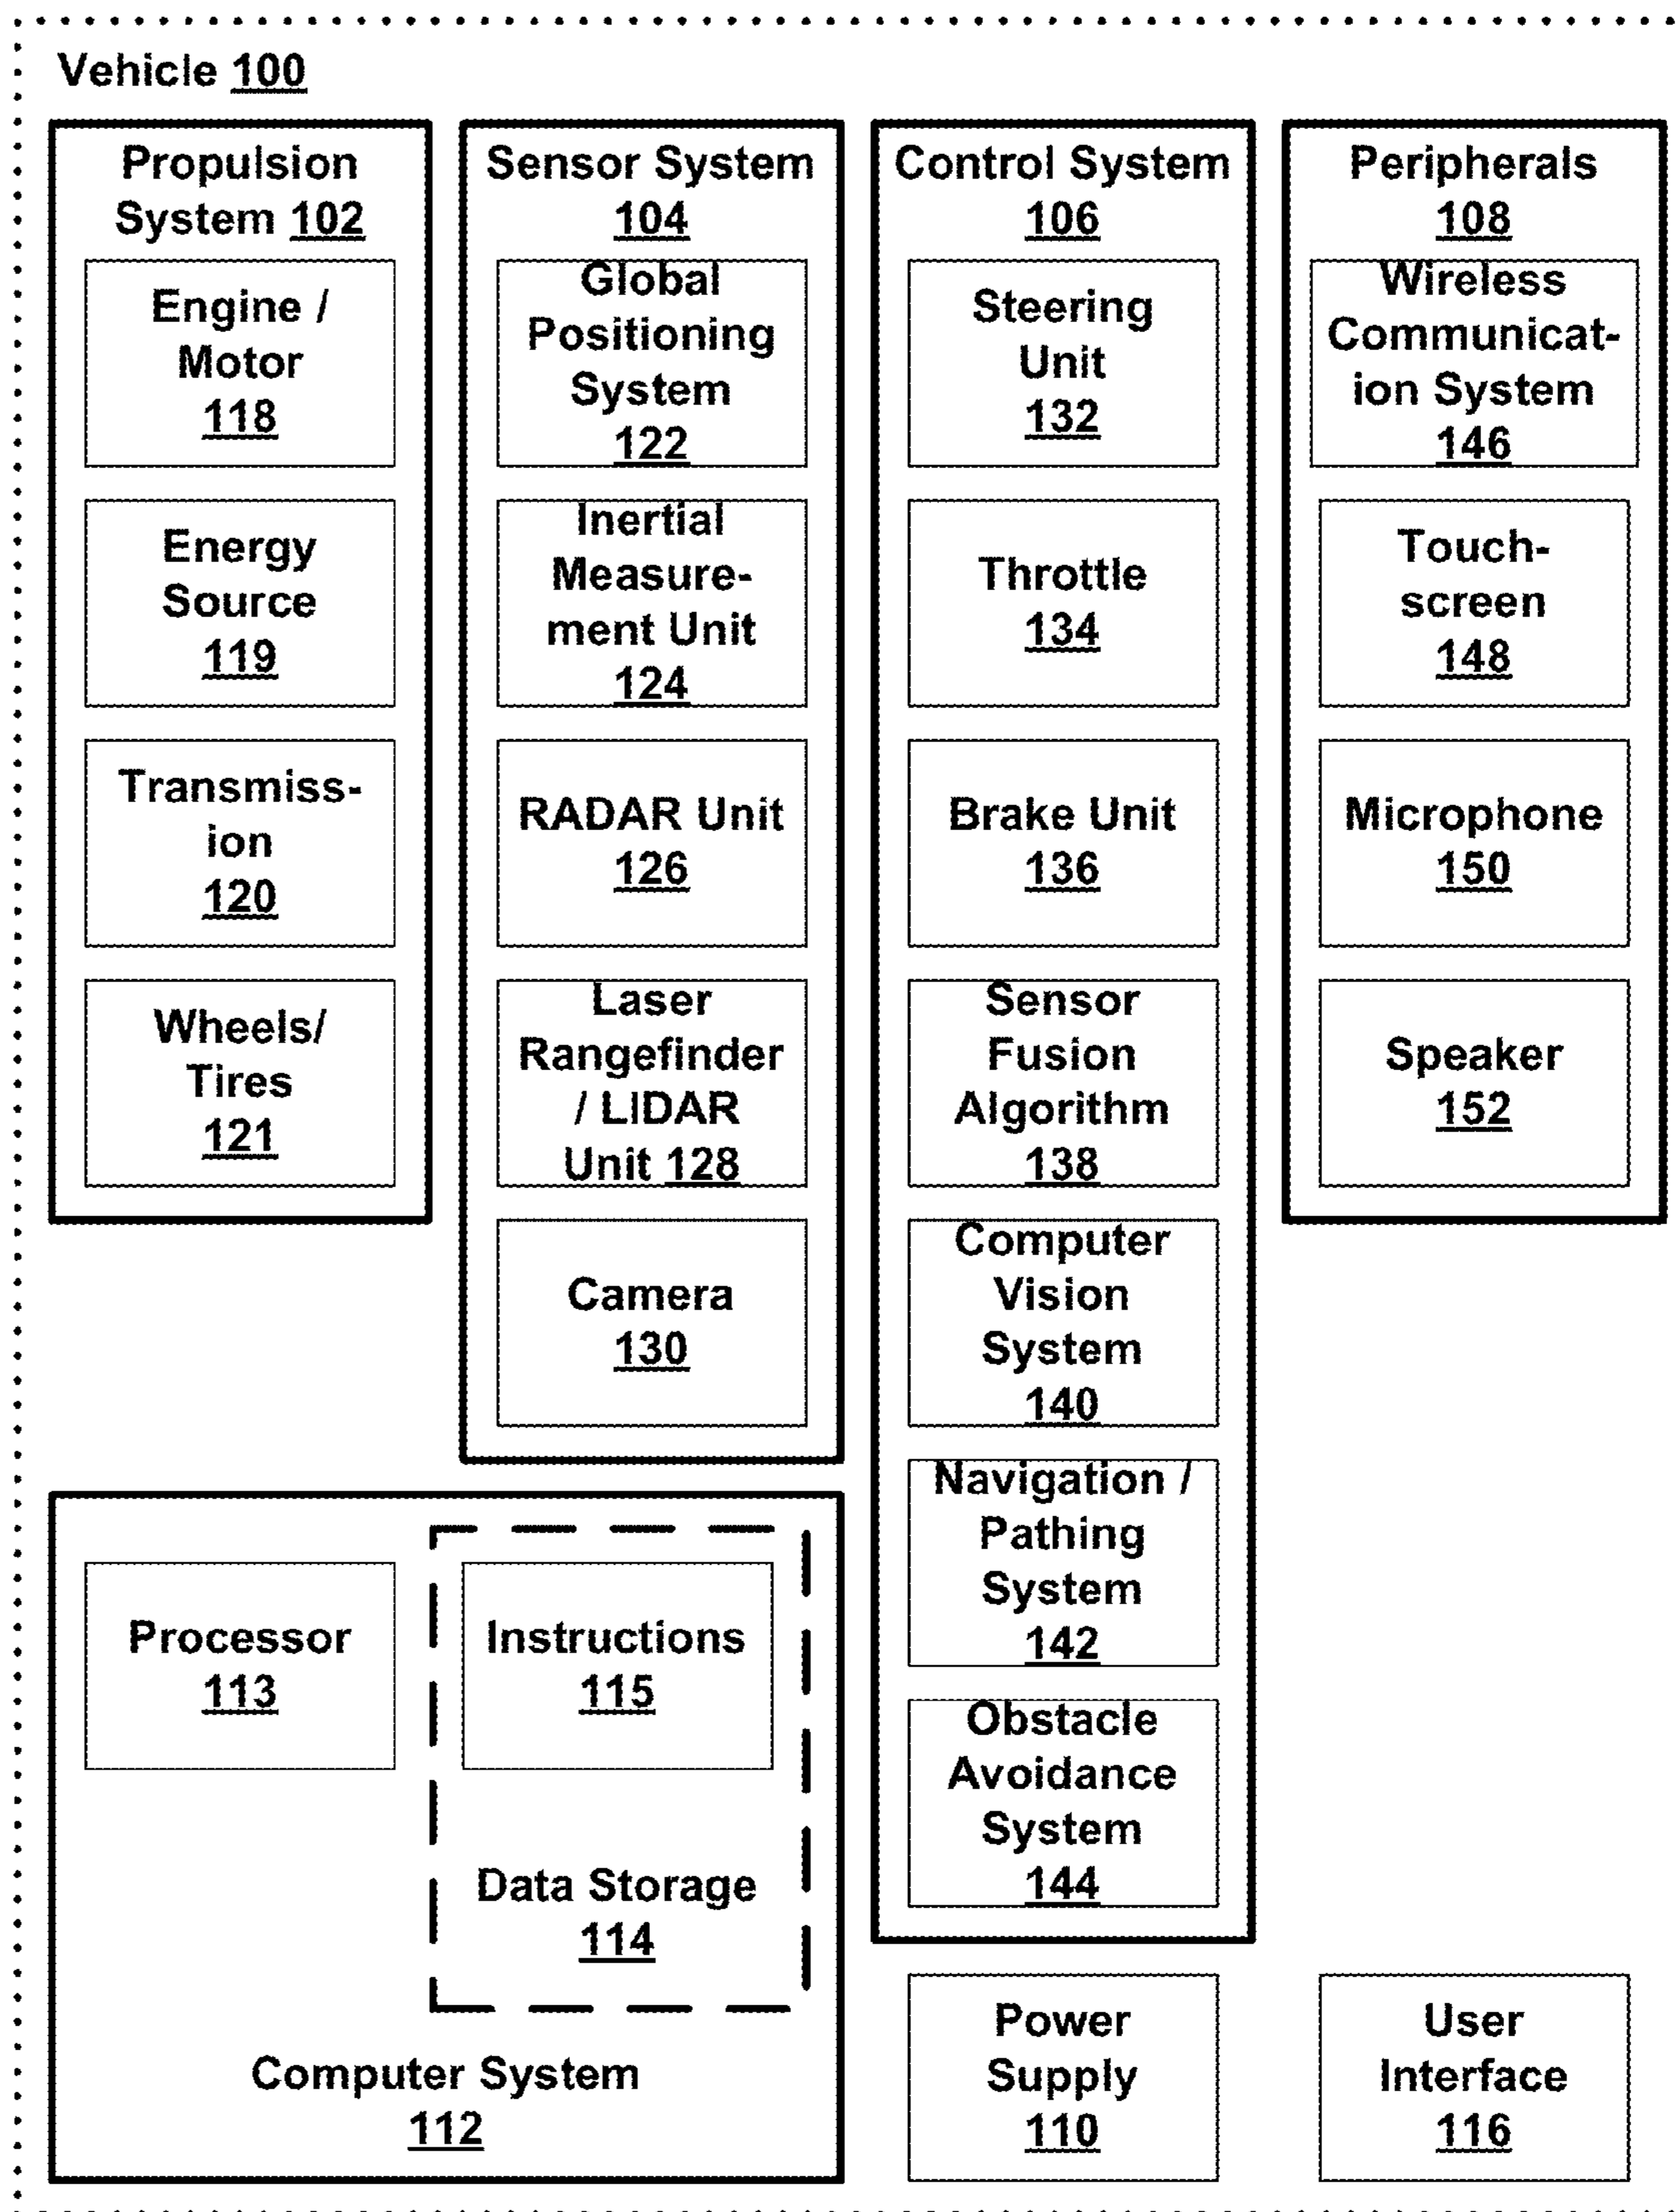 Vehicle 100
Propulsion
System 102
Engine /
Motor
118
Energy
Source
119
Transmiss-
ion
120
Wheels/
Tires
121
Sensor System
104
Global
Positioning
System
122
Inertial
Measure-
ment Unit
124
RADAR Unit
126
Laser
Rangefinder
/ LIDAR
Unit 128
Camera
130
Control System
106
Steering
Unit
132
Throttle
134
Brake Unit
136
Sensor
Fusion
Algorithm
138
Computer
Vision
System
140
Navigation /
Pathing
System
142
Obstacle
Avoidance
System
144
Peripherals
108
Wireless
Communicat-
ion System
146
Touch-
screen
148
Microphone
150
Speaker
152
Processor
113
Instructions
115
Data Storage
114
Computer System
112
Power
Supply
110
User
Interface
116